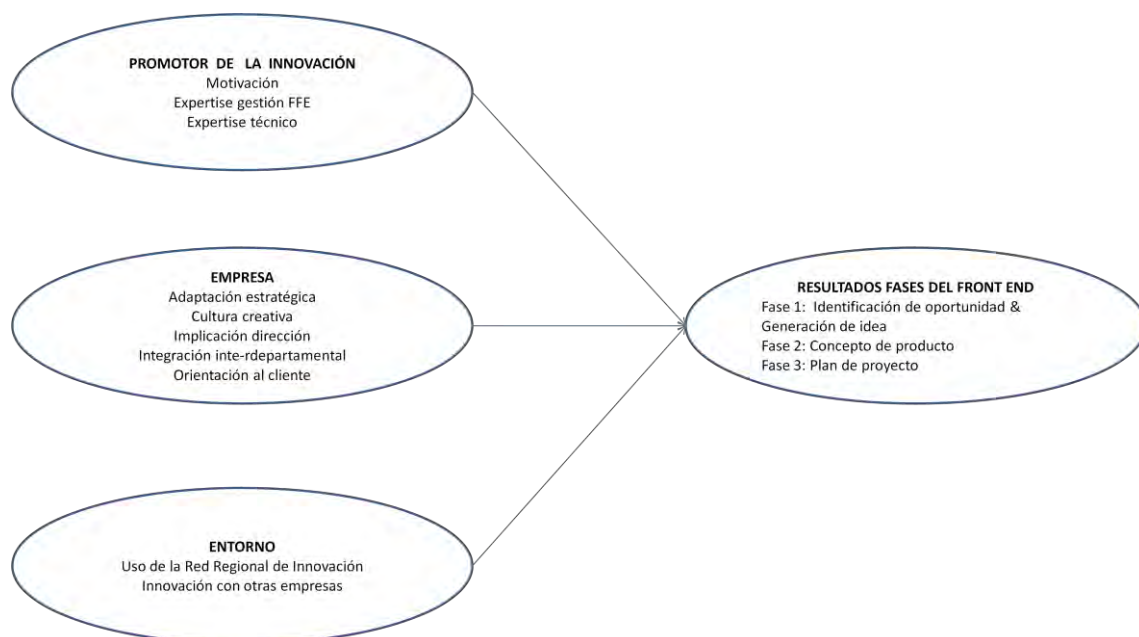 PROMOTOR DE LA INNOVACIÓN
Motivación
Expertise gestión FFE
Expertise técnico
EMPRESA
Adaptación estratégica
Cultura creativa
Implicación dirección
Integración inte-rdepartamental
Orientación al cliente
ENTORNO
Uso de la Red Regional de Innovación
Innovación con otras empresas
RESULTADOS FASES DEL FRONT END
Fase 1: Identificación de oportunidad &
Generación de idea
Fase 2: Concepto de producto
Fase 3: Plan de proyecto